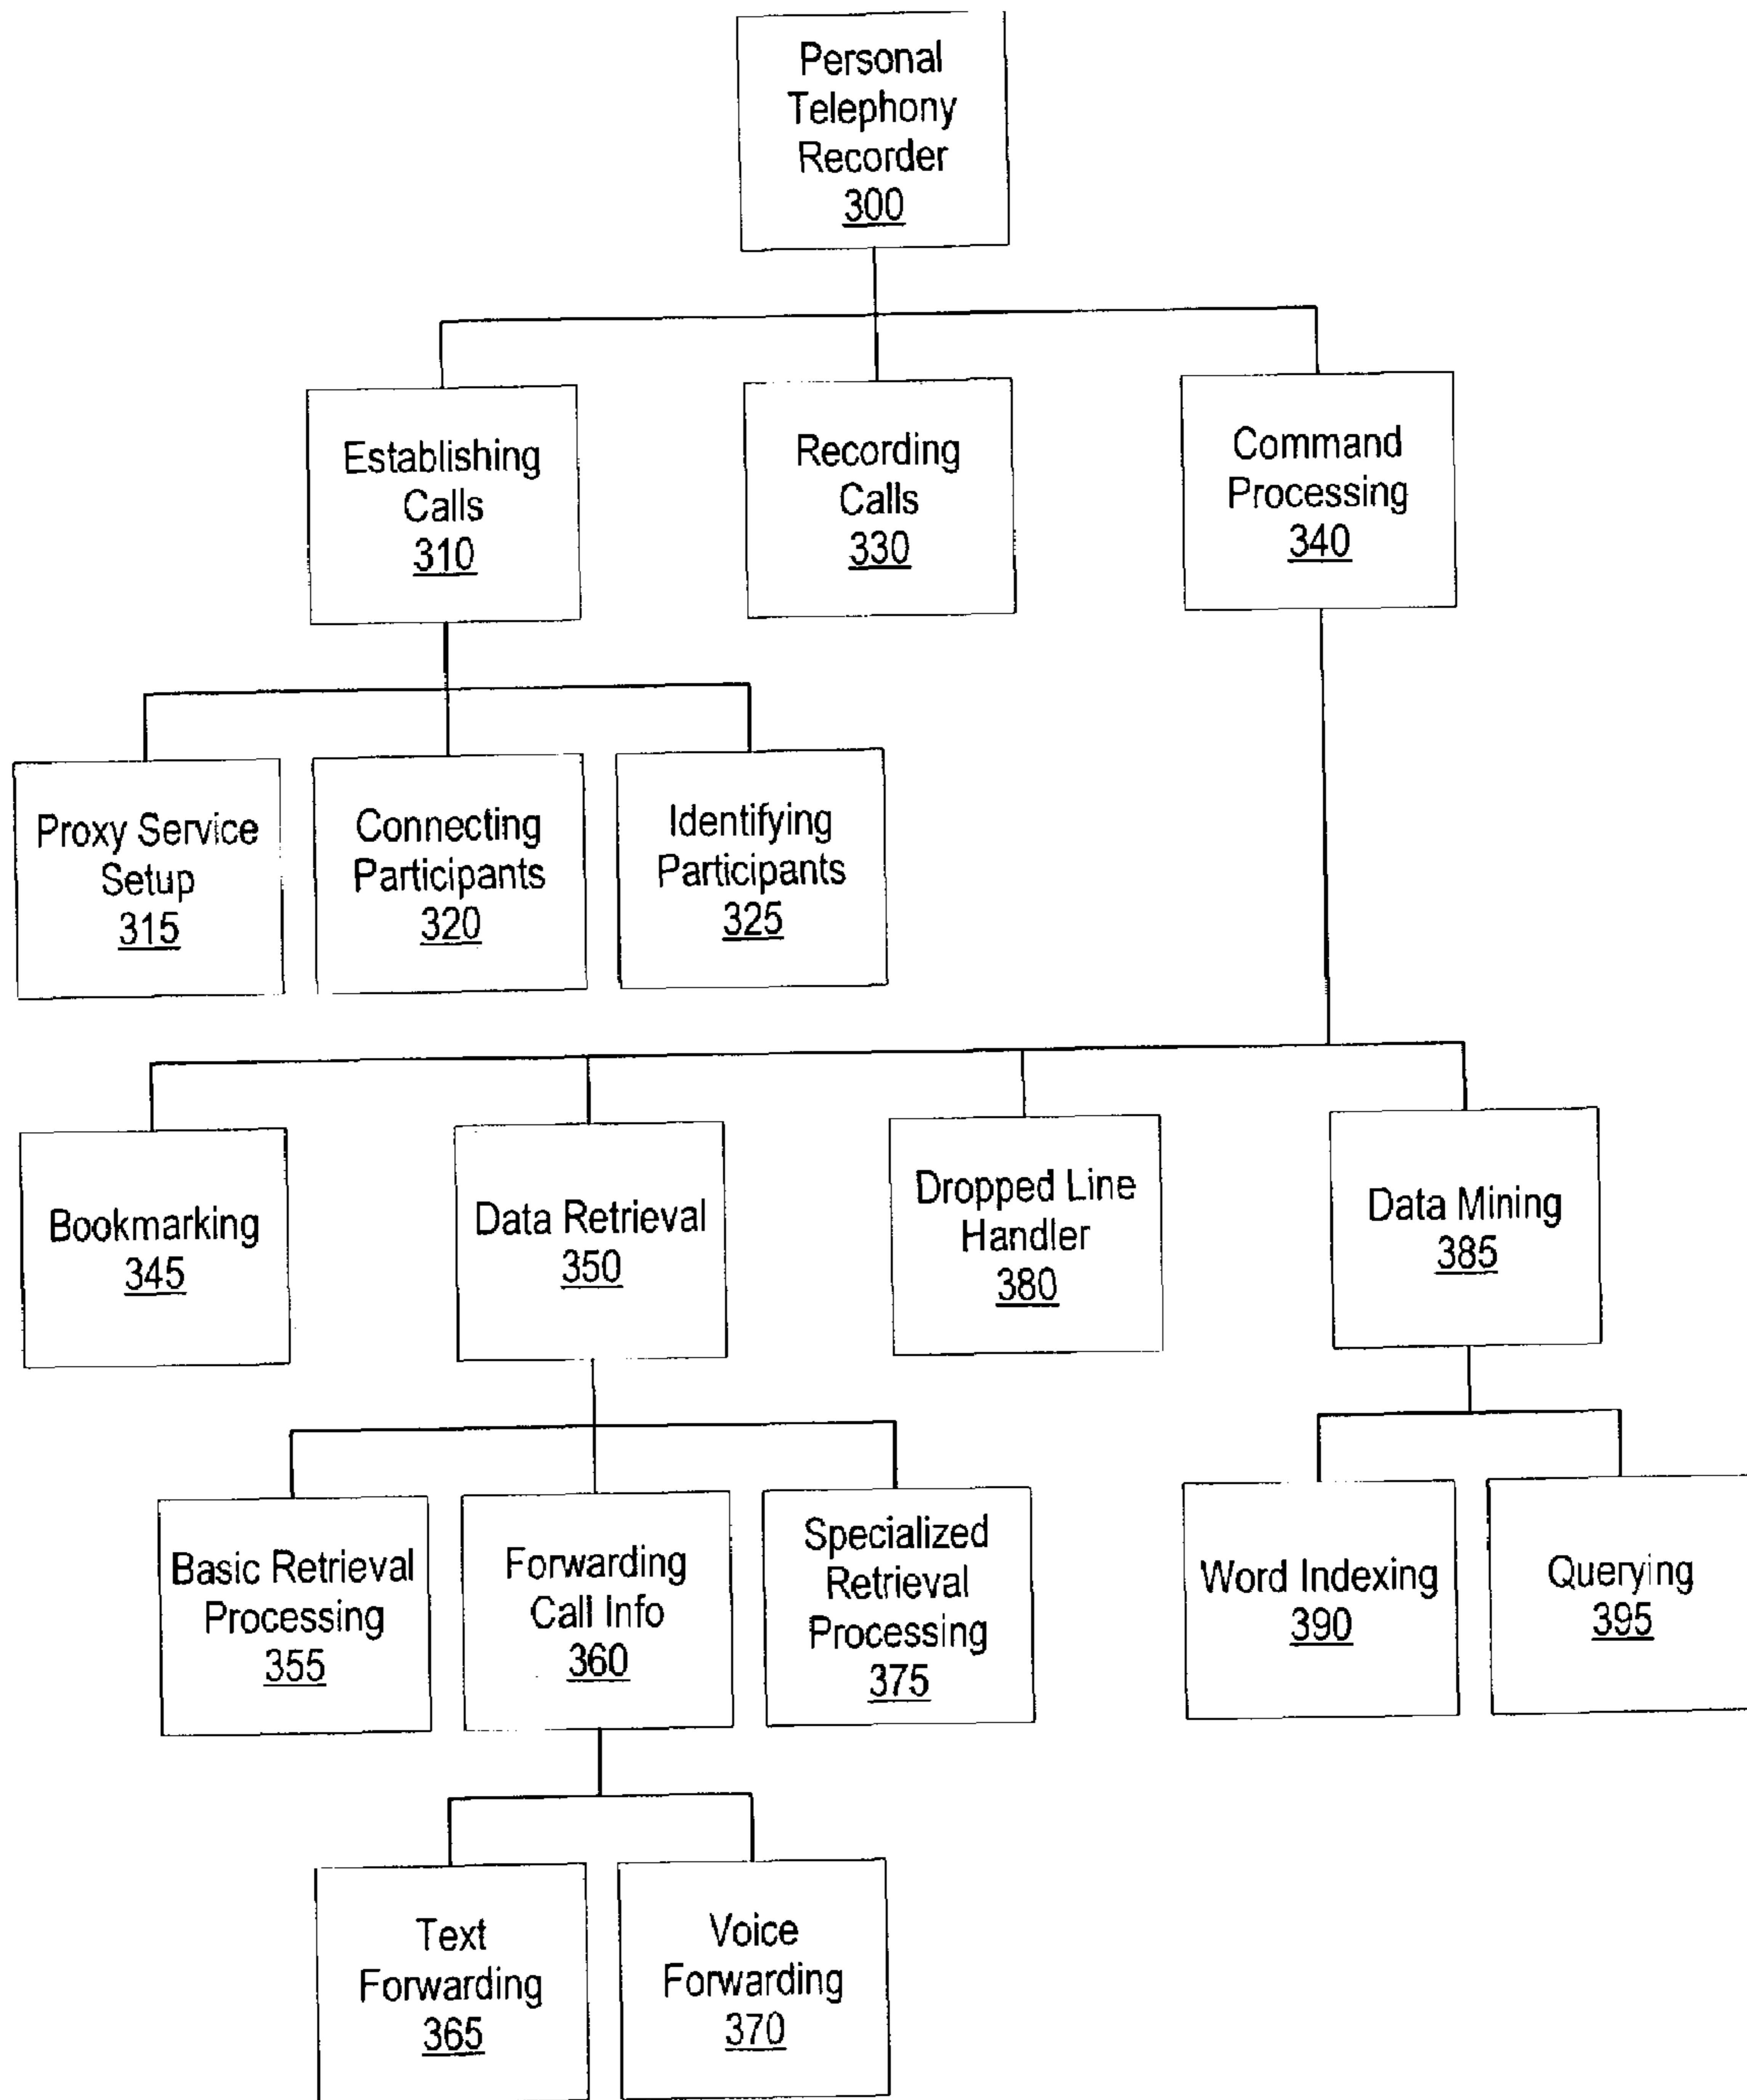 Personal
Telephony
Recorder
300
Establishing
Calls
310
Recording
Calls
330
Command
Processing
340
Proxy Service
Setup
315
Connecting
Participants
320
Identifying
Participants
325
Bookmarking
345
Data Retrieval
350
Dropped Line
Handler
380
Data Mining
385
Basic Retrieval
Processing
355
Forwarding
Call Info
360
Specialized
Retrieval
Processing
375
Word Indexing
390
Querying
395
Text
Forwarding
365
Voice
Forwarding
370